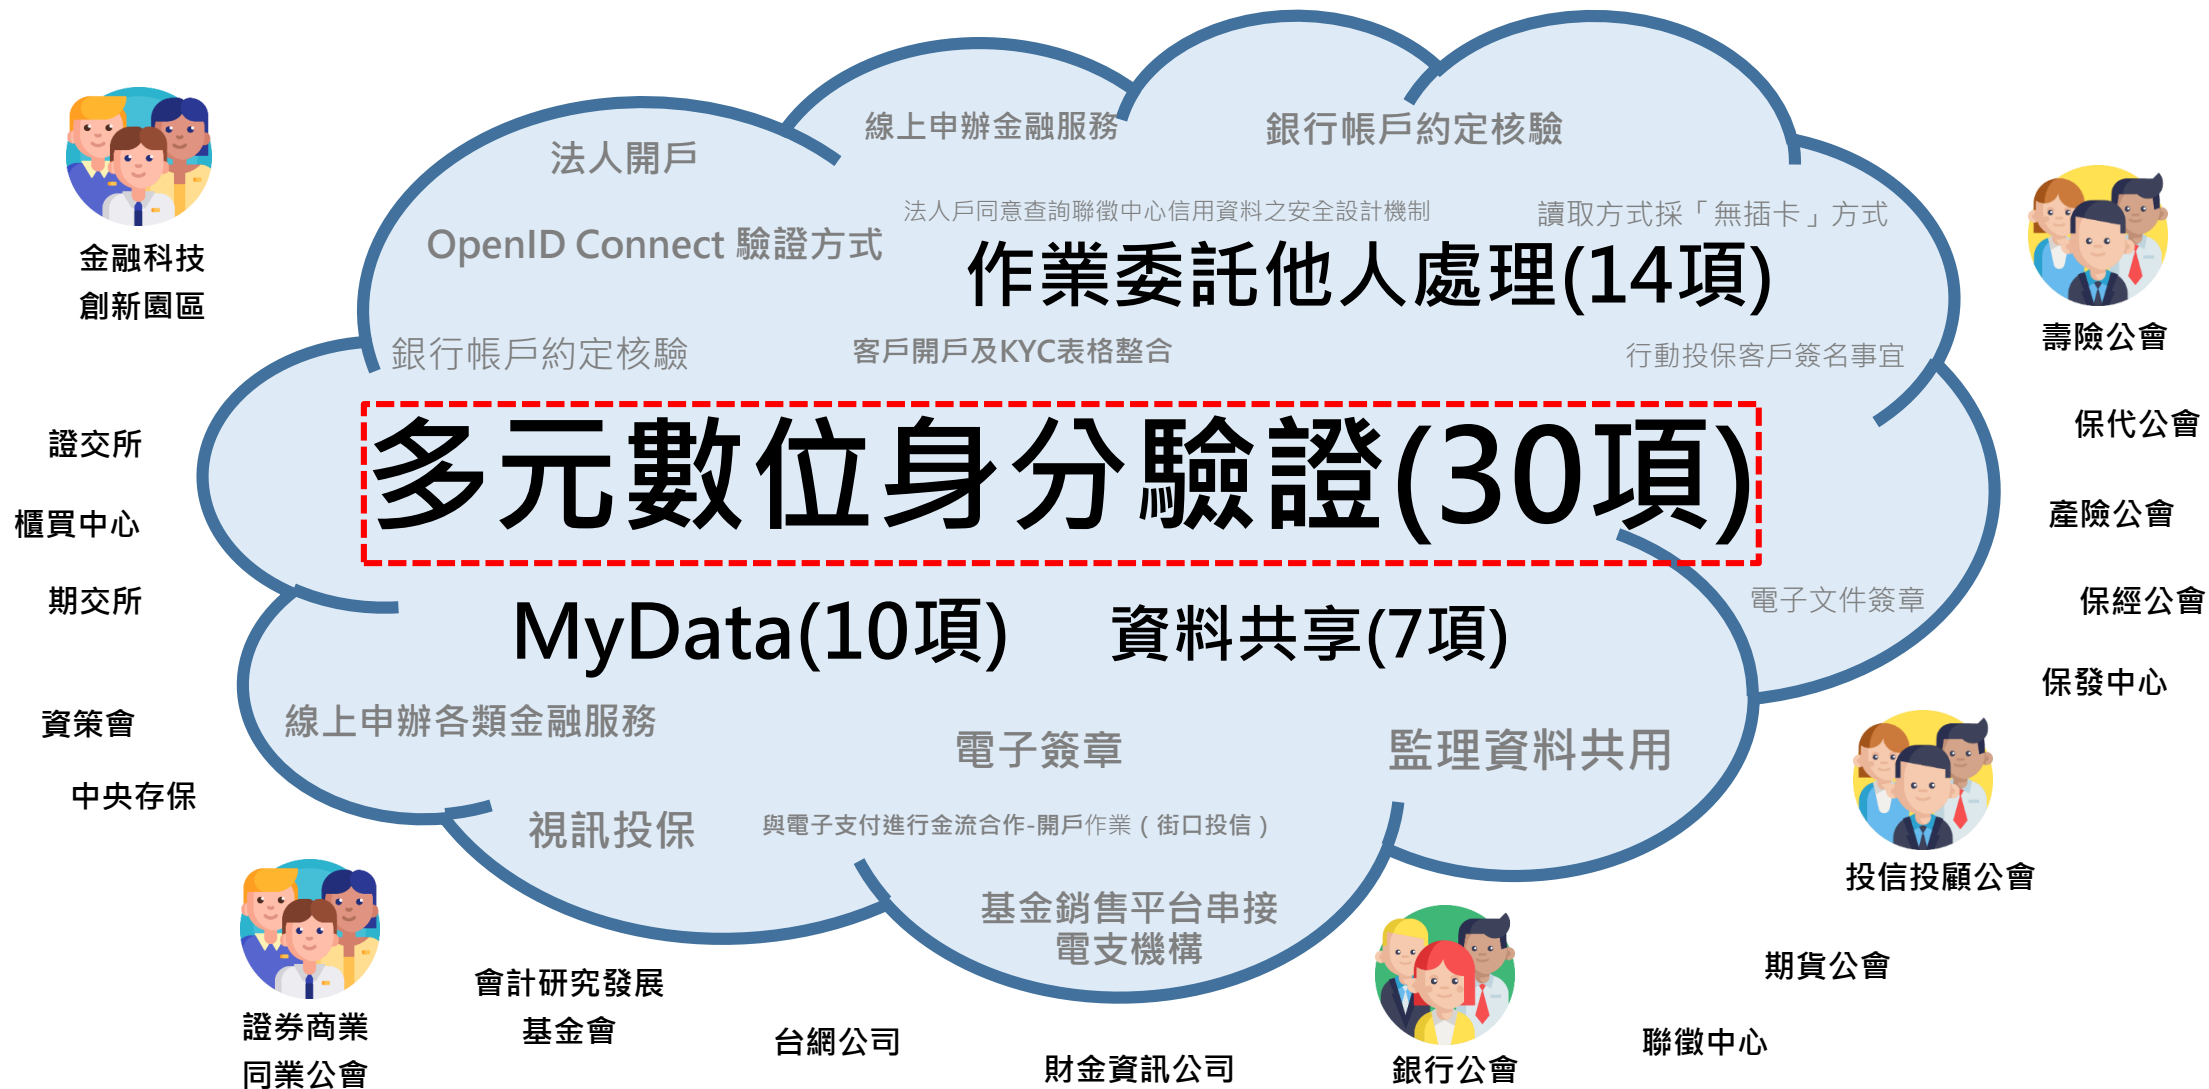 線上申辦金融服務
銀行帳戶約定核驗
法人開戶
法人戶同意查詢聯徵中心信用資料之安全設計機制
讀取方式採「無插卡」方式
OpenID Connect 驗證方式
作業委託他人處理(14項)
金融科技
創新園區
壽險公會
銀行帳戶約定核驗
客戶開戶及KYC表格整合
行動投保客戶簽名事宜
多元數位身分驗證(30項)
證交所
保代公會
櫃買中心
產險公會
期交所
MyData(10項)
資料共享(7項)
電子文件簽章
保經公會
保發中心
資策會
線上申辦各類金融服務
電子簽章
監理資料共用
中央存保
視訊投保
與電子支付進行金流合作-開戶作業（街口投信）
投信投顧公會
基金銷售平台串接
電支機構
期貨公會
會計研究發展
基金會
證券商業
同業公會
台網公司
財金資訊公司
銀行公會
聯徵中心